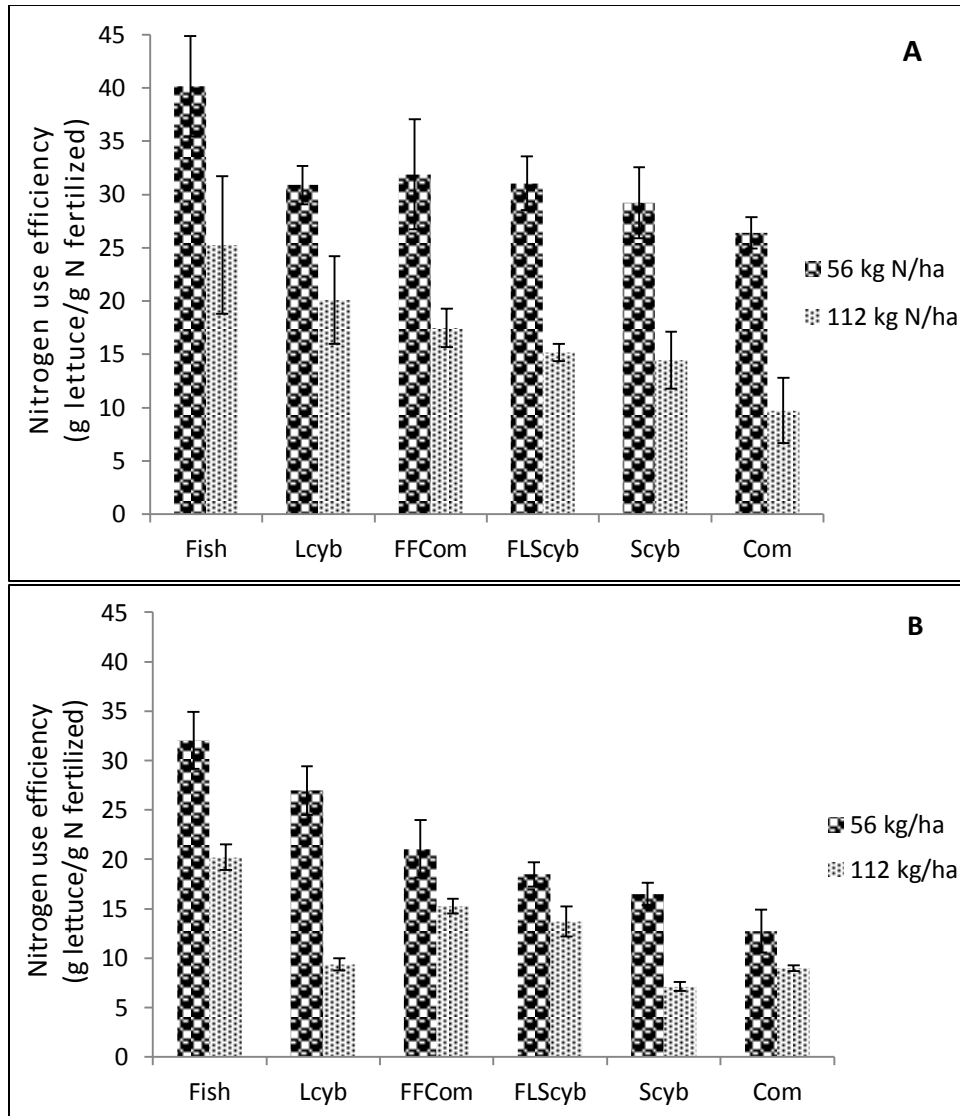 A
Nitrogen use efficiency
(g lettuce/g N fertilized)
45
40
35
30
25
20
15
10
5
0
Fish Lcyb FFCom FLScyb Scyb Com
56 kg N/ha
112 kg N/ha
B
Nitrogen use efficiency
(g lettuce/g N fertilized)
45
40
35
30
25
20
15
10
5
0
Fish Lcyb FFCom FLScyb Scyb Com
56 kg/ha
112 kg/ha